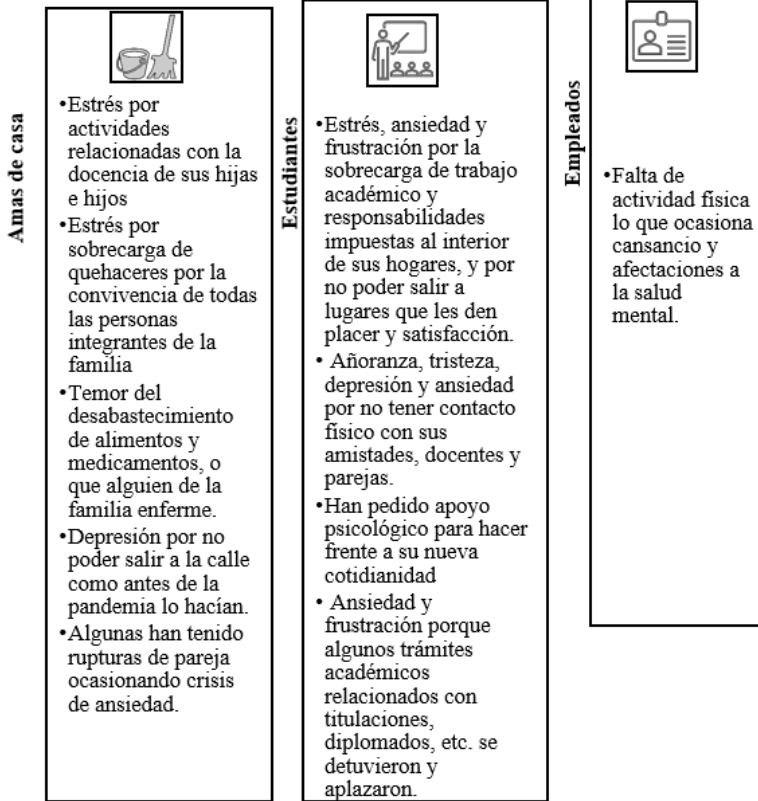 Amas de casa
•Estrés por
actividades
relacionadas con la
docencia de sus hijas
e hijos
•Estrés por
sobrecarga de
quehaceres por la
convivencia de todas
las personas
integrantes de la
familia
•Temor del
desabastecimiento
de alimentos y
medicamentos, o
que alguien de la
familia enferme.
•Depresión por no
poder salir a la calle
como antes de la
pandemia lo hacían.
•Algunas han tenido
rupturas de pareja
ocasionando crisis
de ansiedad.
Estudiantes
•Estrés, ansiedad y
frustración por la
sobrecarga de trabajo
académico y
responsabilidades
impuestas al interior
de sus hogares, y por
no poder salir a
lugares que les den
placer y satisfacción.
• Añoranza, tristeza,
depresión y ansiedad
por no tener contacto
físico con sus
amistades, docentes y
parejas.
•Han pedido apoyo
psicológico para hacer
frente a su nueva
cotidianidad
• Ansiedad y
frustración porque
algunos trámites
académicos
relacionados con
titulaciones,
diplomados, etc. se
detuvieron y
aplazaron.
Empleados
•Falta de
actividad física
lo que ocasiona
cansancio y
afectaciones a
la salud
mental.